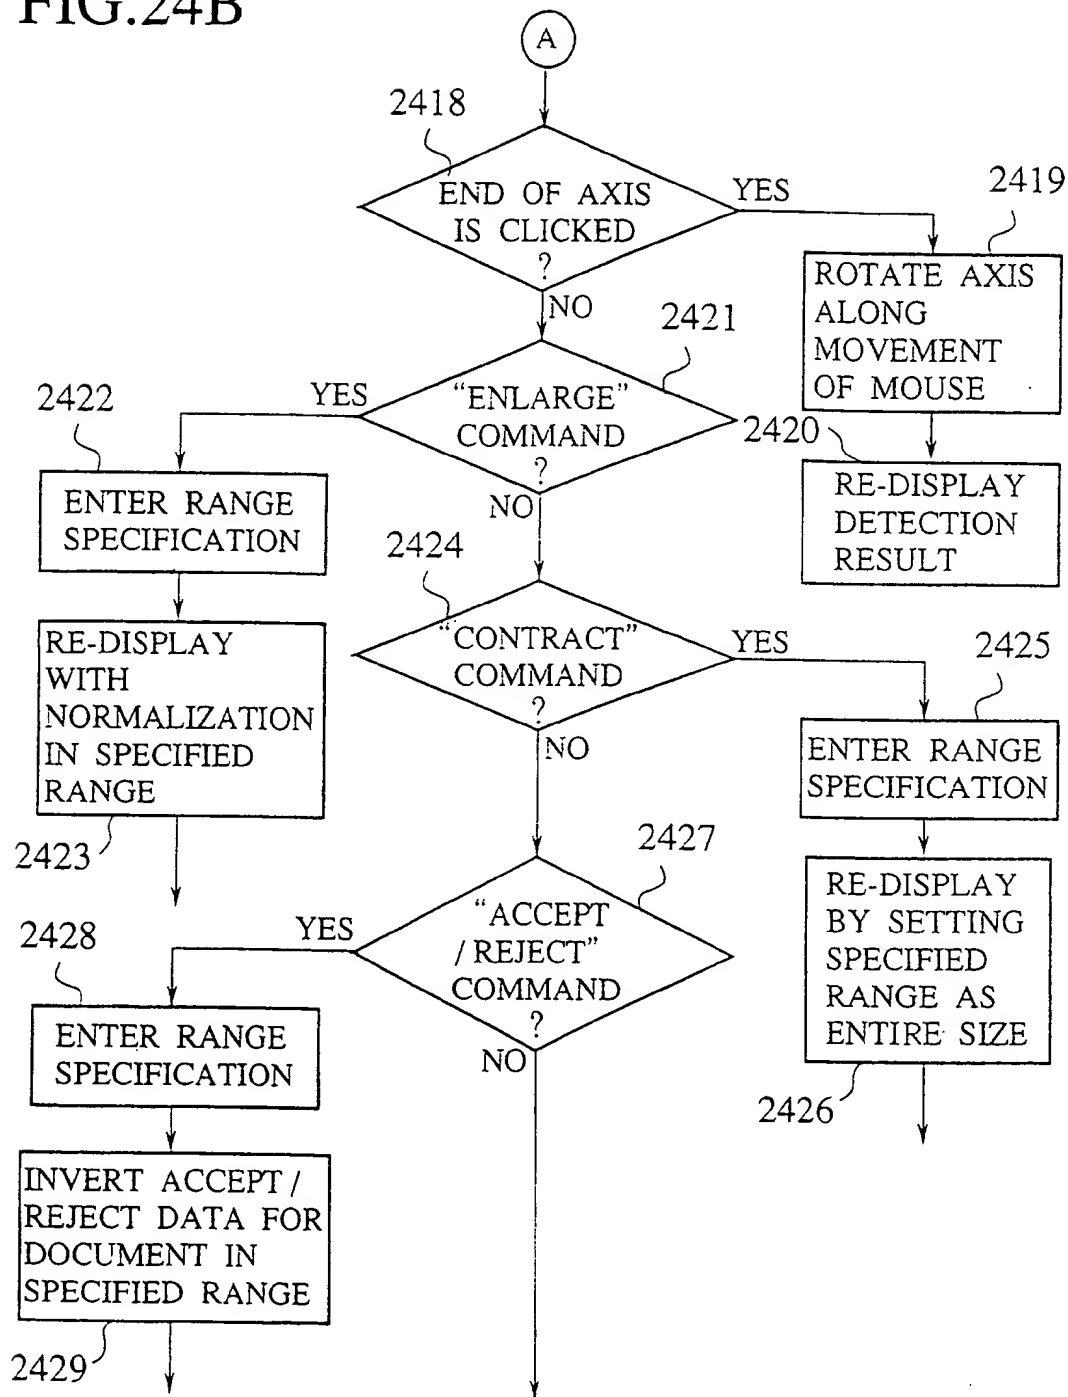 FIG.24B
A
2418
END OF AXIS
IS CLICKED
?
YES
NO
2419
ROTATE AXIS
ALONG
MOVEMENT
OF MOUSE
2420
RE-DISPLAY
DETECTION
RESULT
2421
"ENLARGE"
COMMAND
?
YES
NO
2422
ENTER RANGE
SPECIFICATION
RE-DISPLAY
WITH
NORMALIZATION
IN SPECIFIED
RANGE
2423
2424
"CONTRACT"
COMMAND
?
YES
NO
2425
ENTER RANGE
SPECIFICATION
RE-DISPLAY
BY SETTING
SPECIFIED
RANGE AS
ENTIRE SIZE
2426
2427
"ACCEPT
/ REJECT"
COMMAND
?
YES
NO
2428
ENTER RANGE
SPECIFICATION
INVERT ACCEPT /
REJECT DATA FOR
DOCUMENT IN
SPECIFIED RANGE
2429